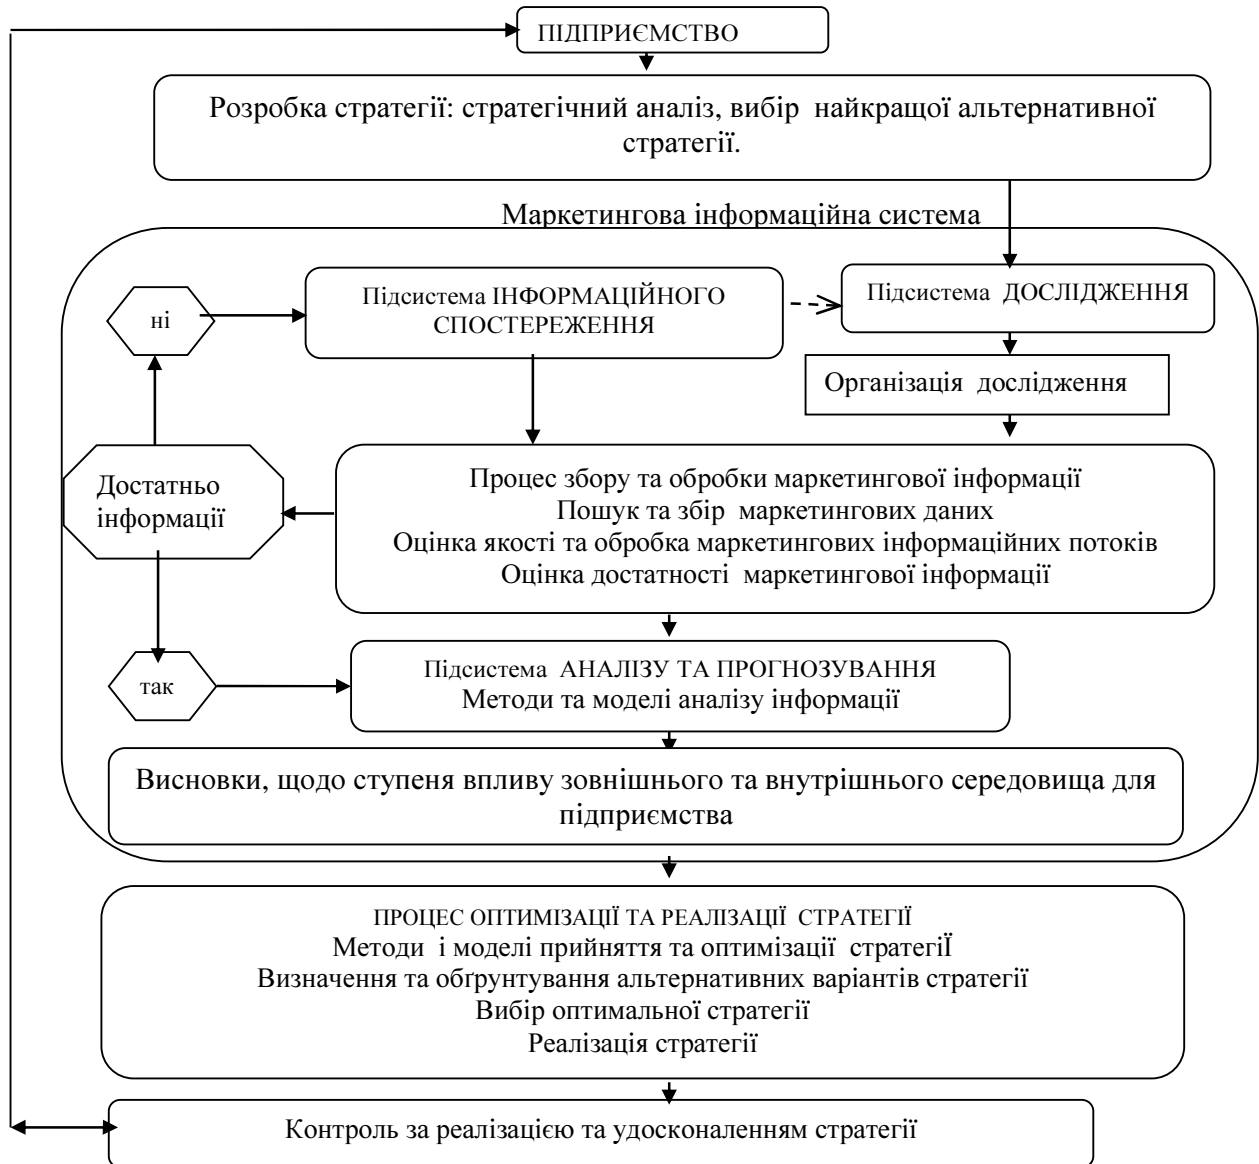 ПІДПРИЄМСТВО
Розробка стратегії: стратегічний аналіз, вибір найкращої альтернативної
стратегії.
Маркетингова інформаційна система
ні
Підсистема ІНФОРМАЦІЙНОГО
СПОСТЕРЕЖЕННЯ
Підсистема ДОСЛІДЖЕННЯ
Організація дослідження
Достатньо
інформації
Процес збору та обробки маркетингової інформації
Пошук та збір маркетингових даних
Оцінка якості та обробка маркетингових інформаційних потоків
Оцінка достатності маркетингової інформації
так
Підсистема АНАЛІЗУ ТА ПРОГНОЗУВАННЯ
Методи та моделі аналізу інформації
Висновки, щодо ступеня впливу зовнішнього та внутрішнього середовища для
підприємства
ПРОЦЕС ОПТИМІЗАЦІЇ ТА РЕАЛІЗАЦІЇ СТРАТЕГІЇ
Методи і моделі прийняття та оптимізації стратегіЇ
Визначення та обґрунтування альтернативних варіантів стратегії
Вибір оптимальної стратегії
Реалізація стратегії
Контроль за реалізацією та удосконаленням стратегії